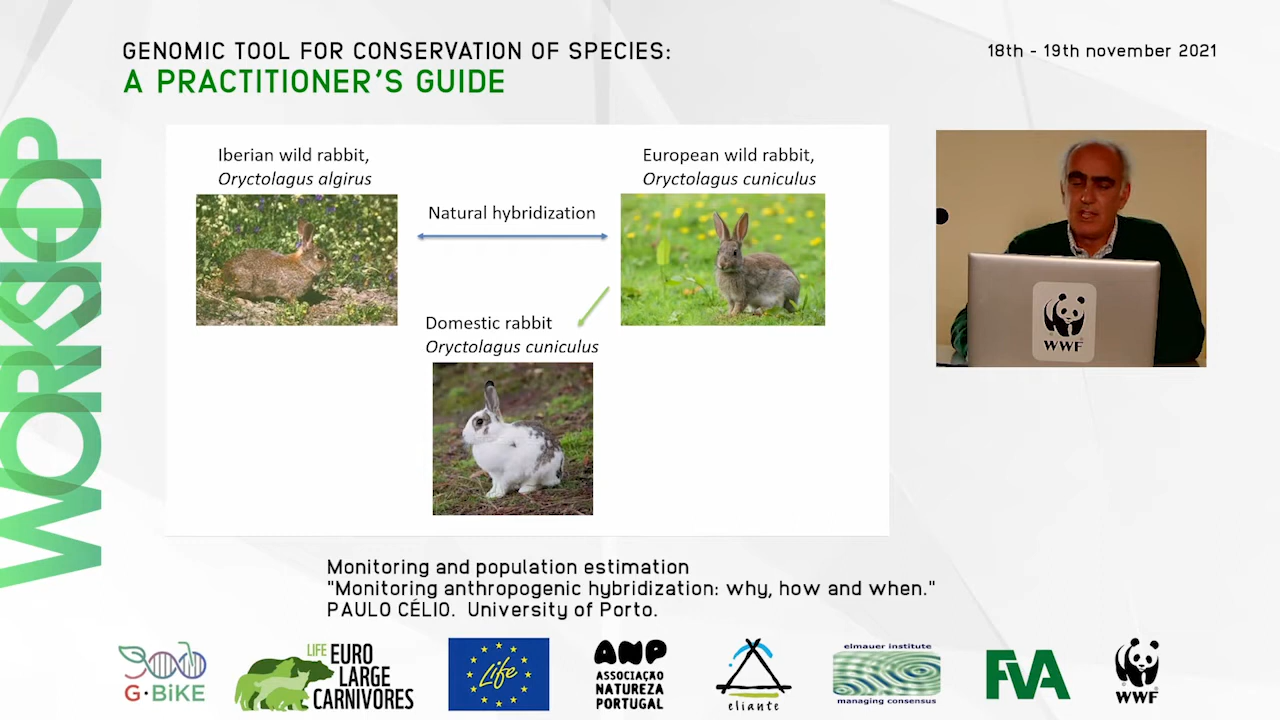 GENOMIC TOOL FOR CONSERVATION OF SPECIES:
A PRACTITIONER'S GUIDE
18th - 19th november 2021
WORKSHOP
Iberian wild rabbit,
Oryctolagus algirus
Natural hybridization
European wild rabbit,
Oryctolagus cuniculus
Domestic rabbit
Oryctolagus cuniculus
WWF
Monitoring and population estimation
"Monitoring anthropogenic hybridization: why, how and when."
PAULO CÉLIO. University of Porto.
G·BiKE
LIFE EURO
LARGE
CARNIVORES
Life
ANP
ASSOCIAÇÃO
NATUREZA
PORTUGAL
eliante
elmauer institute
managing consensus
FVA
WWF